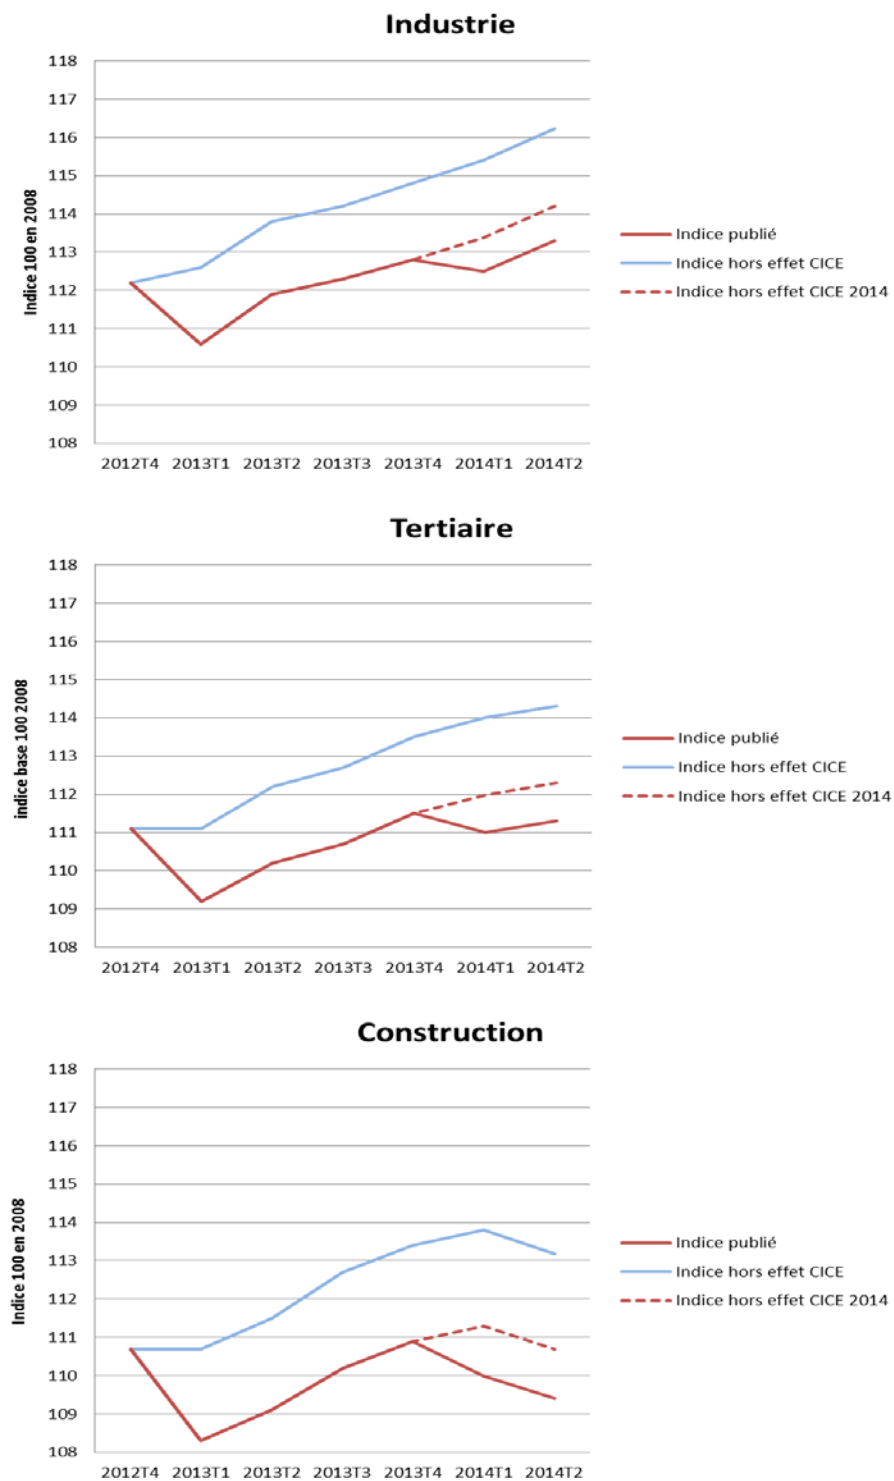 Industrie
118
117
116
115
114
113
112
111
110
109
108
Indice 100 en 2008
2012T4 2013T1 2013T2 2013T3 2013T4 2014T1 2014T2
Indice publié
Indice hors effet CICE
Indice hors effet CICE 2014
Tertiaire
118
117
116
115
114
113
112
111
110
109
108
indice base 100 2008
2012T4 2013T1 2013T2 2013T3 2013T4 2014T1 2014T2
Indice publié
Indice hors effet CICE
Indice hors effet CICE 2014
Construction
118
117
116
115
114
113
112
111
110
109
108
Indice 100 en 2008
2012T4 2013T1 2013T2 2013T3 2013T4 2014T1 2014T2
Indice publié
Indice hors effet CICE
Indice hors effet CICE 2014